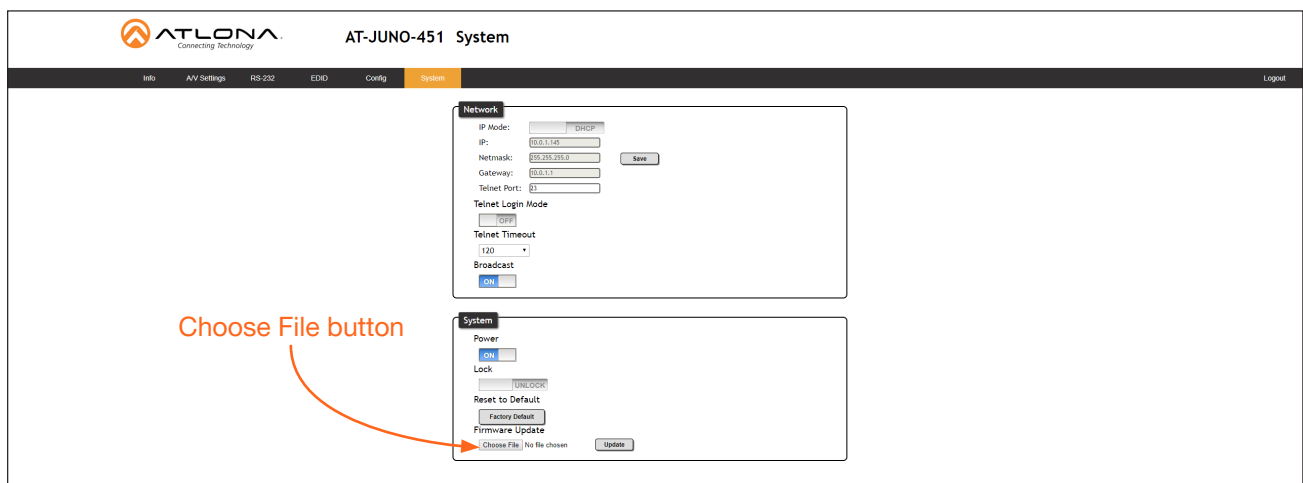 ATLONA.
Connecting Technology
AT-JUNO-451 System
Info A/V Settings RS-232 EDID Config System Logout
Network
IP Mode: DHCP
IP: 10.0.1.145
Netmask: 255.255.255.0 Save
Gateway: 10.0.1.1
Telnet Port: 23
Telnet Login Mode
OFF
Telnet Timeout
120
Broadcast
ON
Choose File button
System
Power
ON
Lock
UNLOCK
Reset to Default
Factory Default
Firmware Update
Choose File No file chosen Update